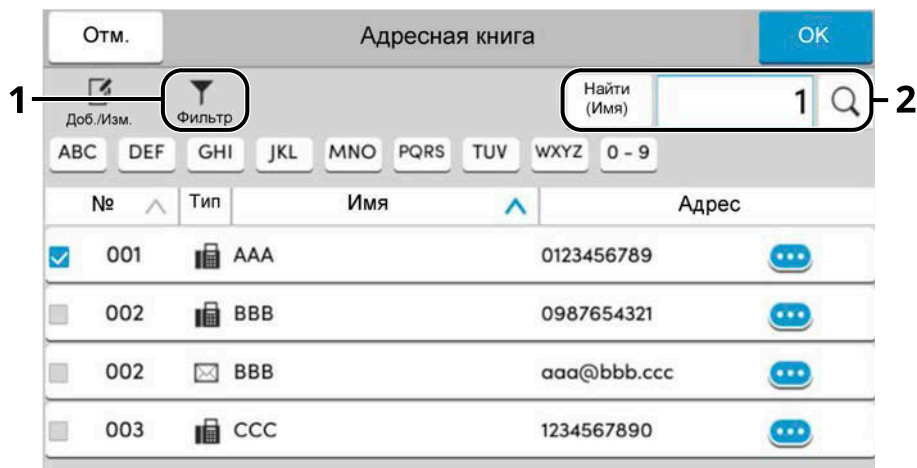 Отм. Адресная книга OK
1 Доб./Изм. Фильтр Найти (Имя) 1 2
ABC DEF GHI JKL MNO PQRS TUV WXYZ 0 - 9
№ Тип Имя Адрес
001 AAA 0123456789
002 BBB 0987654321
002 BBB aaa@bbb.ccc
003 CCC 1234567890